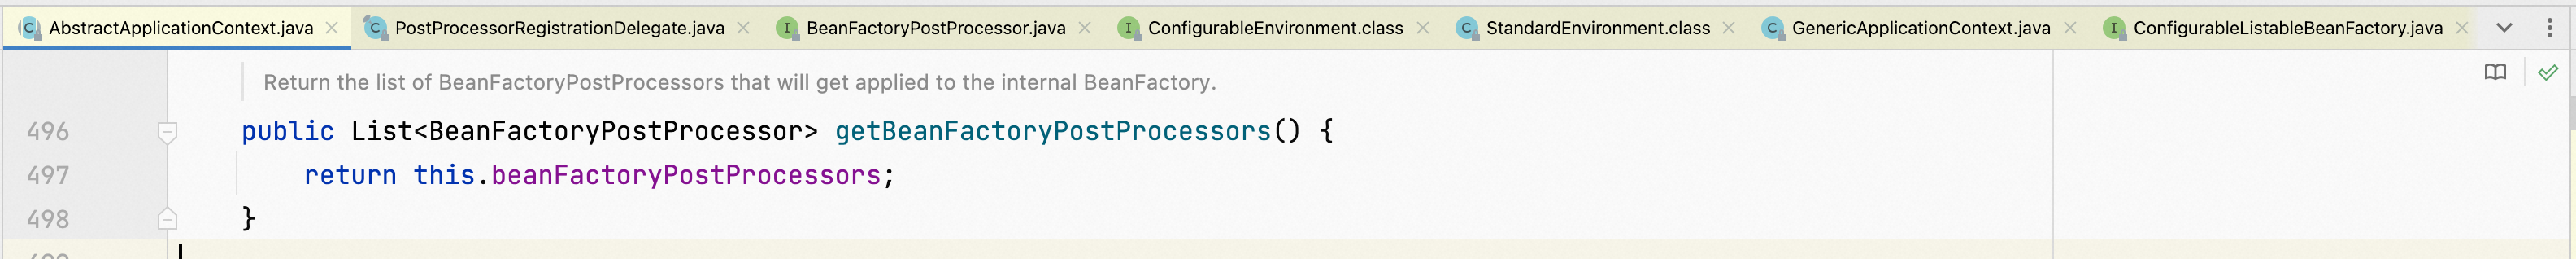 AbstractApplicationContext.java PostProcessorRegistrationDelegate.java BeanFactoryPostProcessor.java ConfigurableEnvironment.class StandardEnvironment.class GenericApplicationContext.java ConfigurableListableBeanFactory.java
Return the list of BeanFactoryPostProcessors that will get applied to the internal BeanFactory.
496 public List<BeanFactoryPostProcessor> getBeanFactoryPostProcessors() {
497 return this.beanFactoryPostProcessors;
498 }